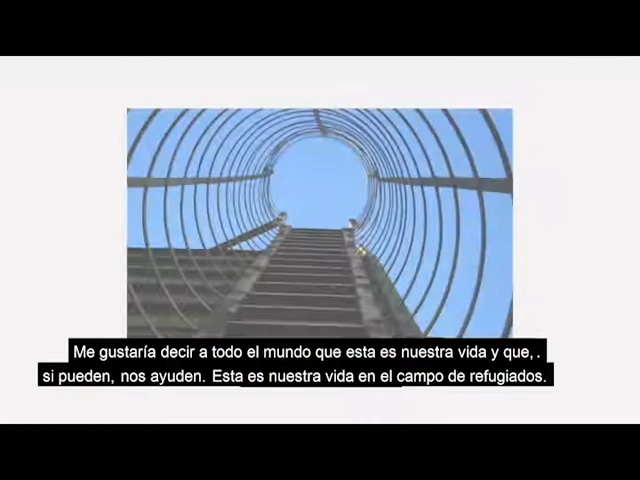 Me gustaría decir a todo el mundo que esta es nuestra vida y que, .
si pueden, nos ayuden. Esta es nuestra vida en el campo de refugiados.